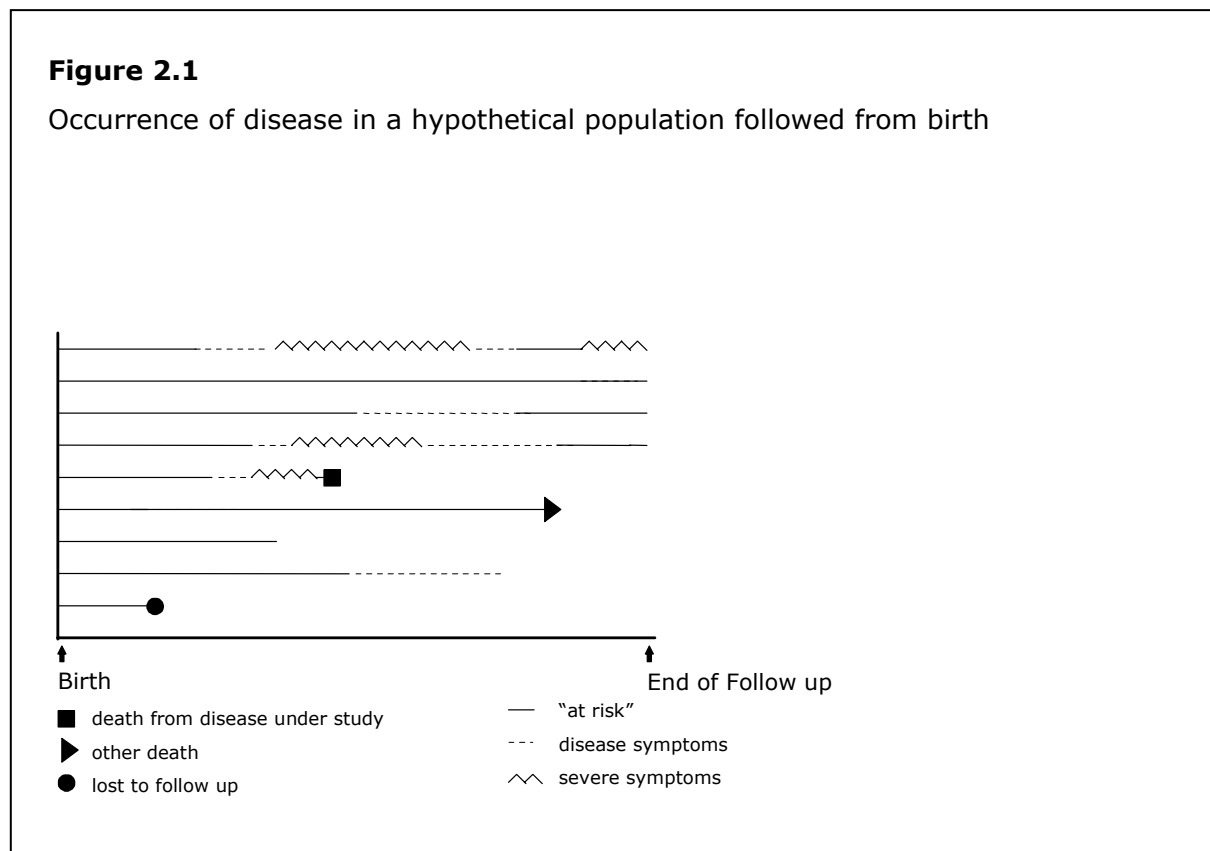 Figure 2.1
Occurrence of disease in a hypothetical population followed from birth
Birth
End of Follow up
death from disease under study
other death
lost to follow up
“at risk”
disease symptoms
severe symptoms